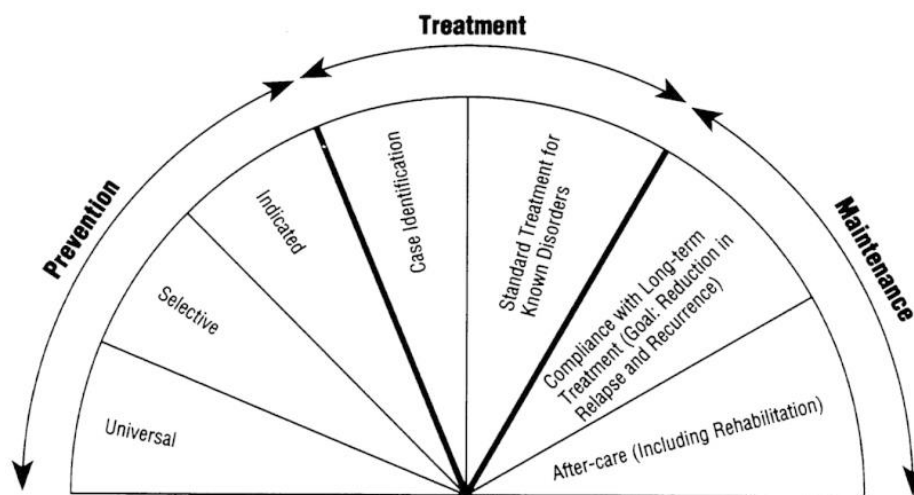 Treatment
Prevention
Maintenance
Universal
Selective
Indicated
Case Identification
Standard Treatment for
Known Disorders
Compliance with Long-term
Treatment (Goal: Reduction in
Relapse and Recurrence)
After-care (Including Rehabilitation)